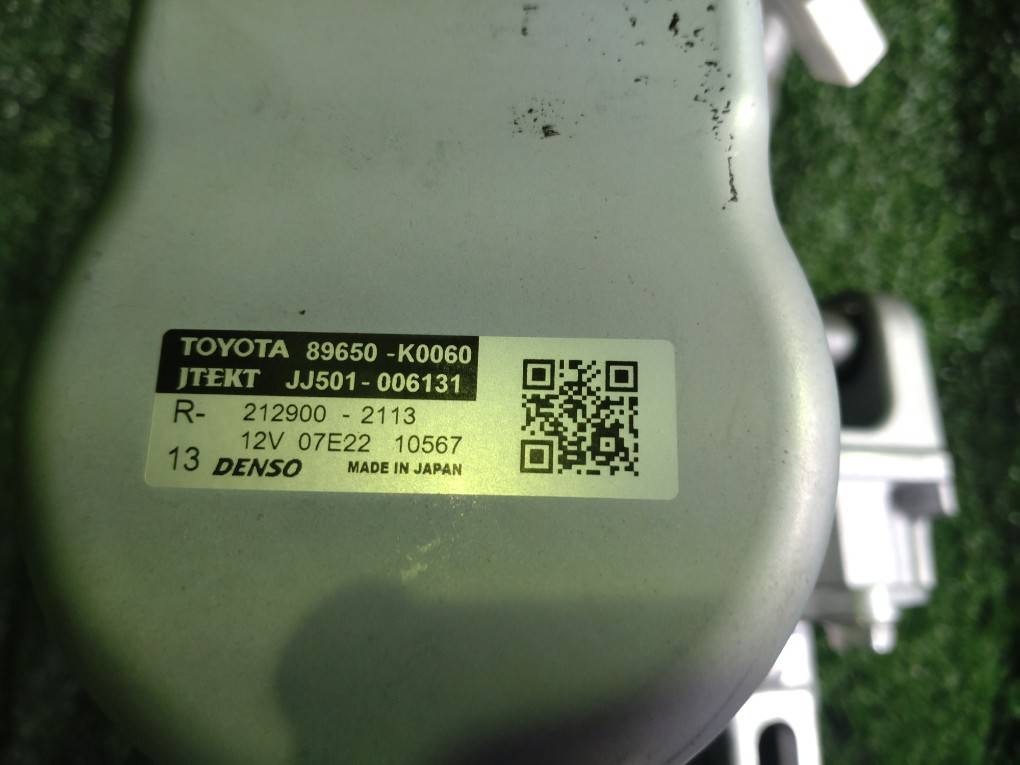 TOYOTA 89650 -K0060
JTEKT JJ501-006131
R- 212900 - 2113
12V 07E22 10567
13 DENSO MADE IN JAPAN